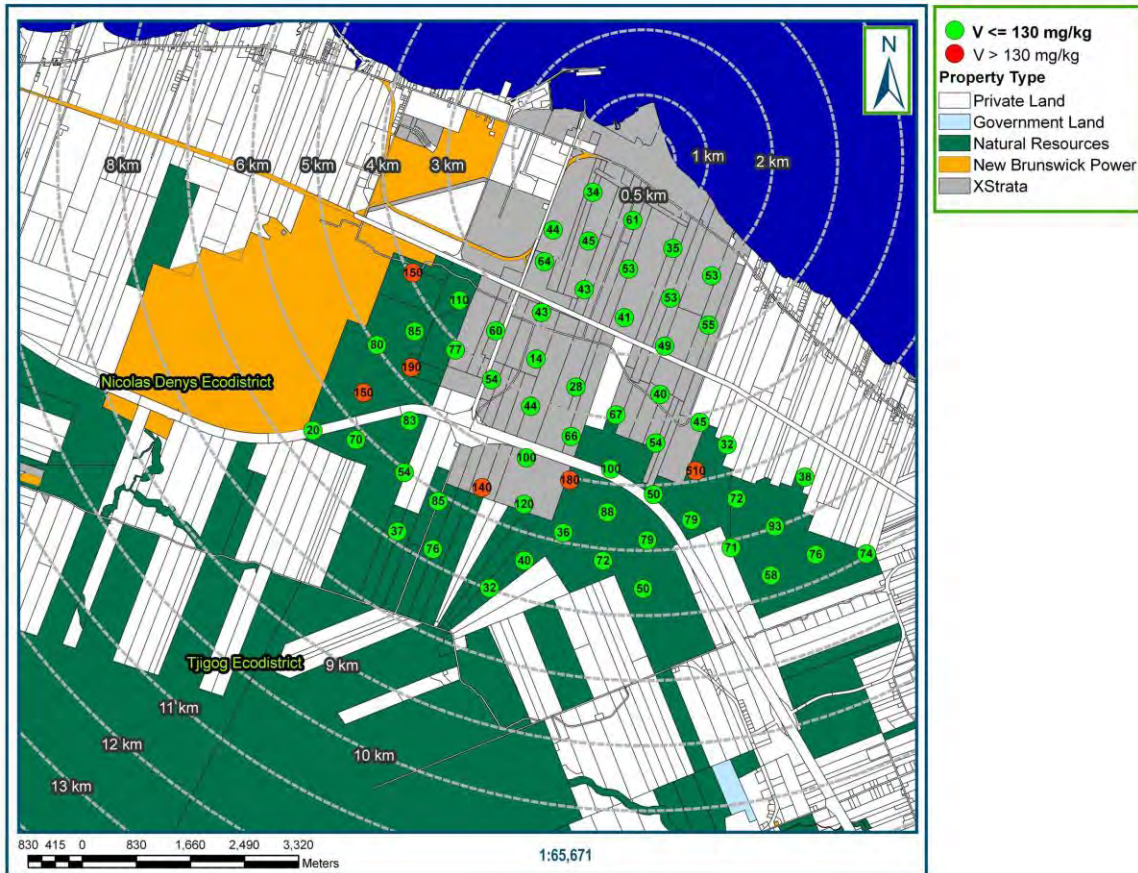 N
V <= 130 mg/kg
V > 130 mg/kg
Property Type
Private Land
Government Land
Natural Resources
New Brunswick Power
XStrata
8 km
6 km
5 km
4 km
3 km
1 km
2 km
0.5 km
34
61
44
45
35
64
53
53
150
43
53
110
43
41
55
60
85
80
77
49
14
190
54
28
150
40
44
67
83
45
20
66
70
54
32
100
100
54
510
180
38
140
50
85
120
72
88
79
93
37
36
79
76
71
76
74
40
72
58
32
50
Nicolas Denys Ecodistrict
Tjigog Ecodistrict
9 km
11 km
12 km
10 km
13 km
830 415 0 830 1,660 2,490 3,320
Meters
1:65,671